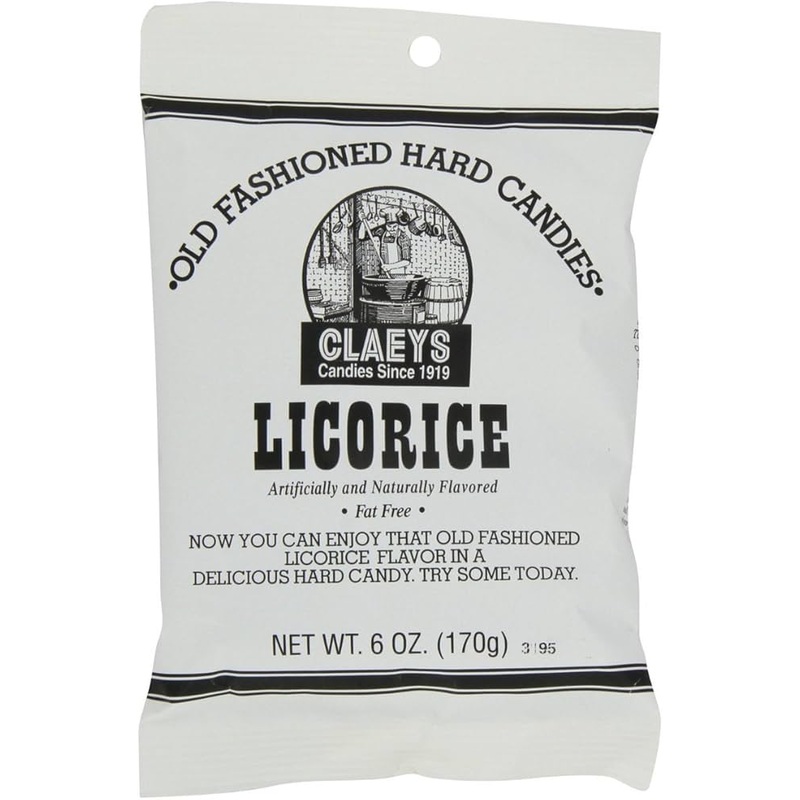 •OLD FASHIONED HARD CANDIES•
CLAEYS
Candies Since 1919
LICORICE
Artificially and Naturally Flavored
• Fat Free •
NOW YOU CAN ENJOY THAT OLD FASHIONED
LICORICE FLAVOR IN A
DELICIOUS HARD CANDY. TRY SOME TODAY.
NET WT. 6 OZ. (170g)